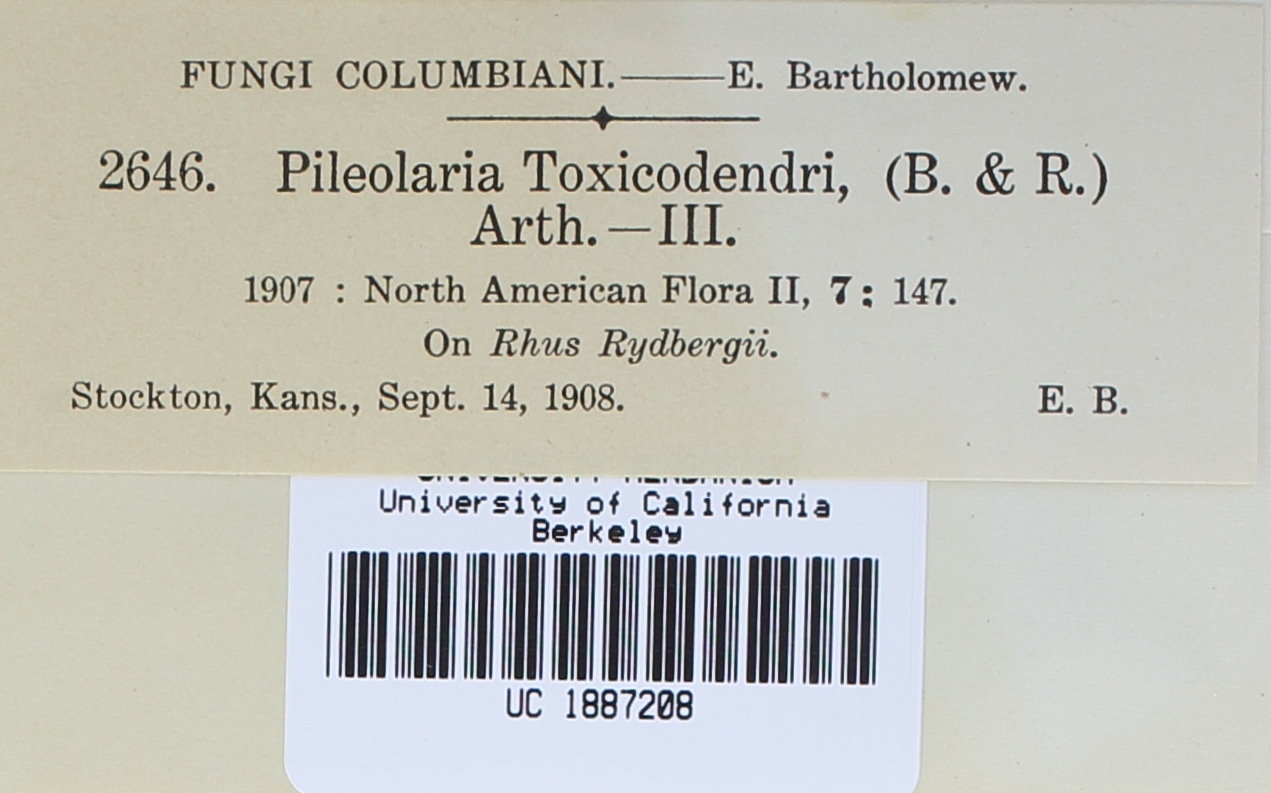 FUNGI COLUMBIANI.——E. Bartholomew.
2646. Pileolaria Toxicodendri, (B. & R.)
Arth.—III.
1907 : North American Flora II, 7: 147.
On Rhus Rydbergii.
Stockton, Kans., Sept. 14, 1908. E. B.
University of California
Berkeley
UC 1887208